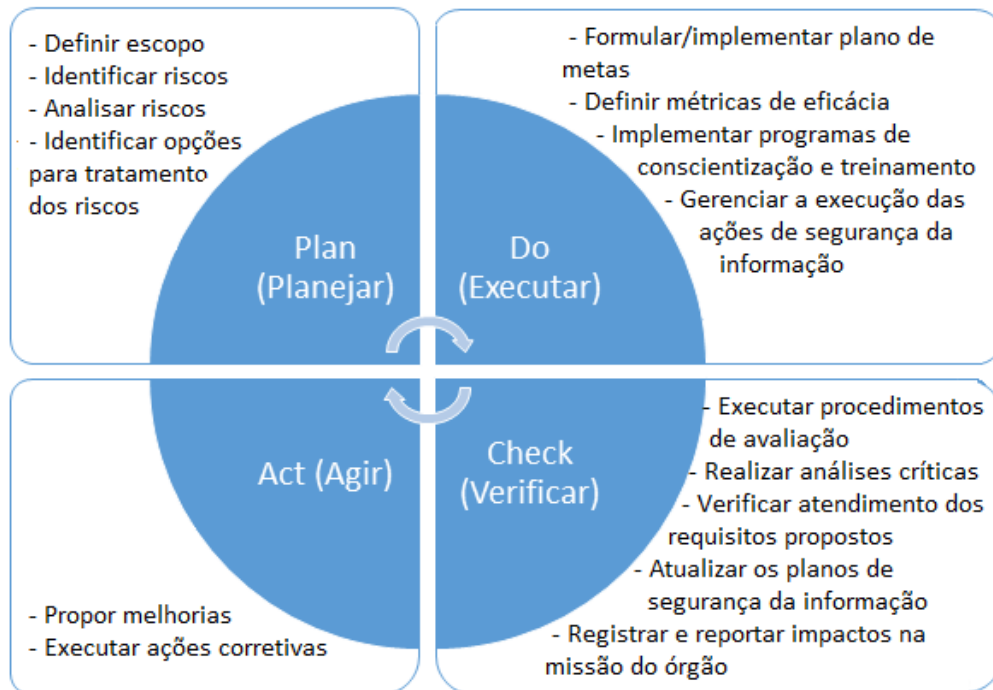 - Definir escopo
- Identificar riscos
- Analisar riscos
- Identificar opções
para tratamento
dos riscos
Plan
(Planejar)
- Formular/implementar plano de
metas
- Definir métricas de eficácia
- Implementar programas de
conscientização e treinamento
- Gerenciar a execução das
ações de segurança da
informação
Do
(Executar)
Act (Agir)
- Propor melhorias
- Executar ações corretivas
Check
(Verificar)
- Executar procedimentos
de avaliação
- Realizar análises críticas
- Verificar atendimento dos
requisitos propostos
- Atualizar os planos de
segurança da informação
- Registrar e reportar impactos na
missão do órgão